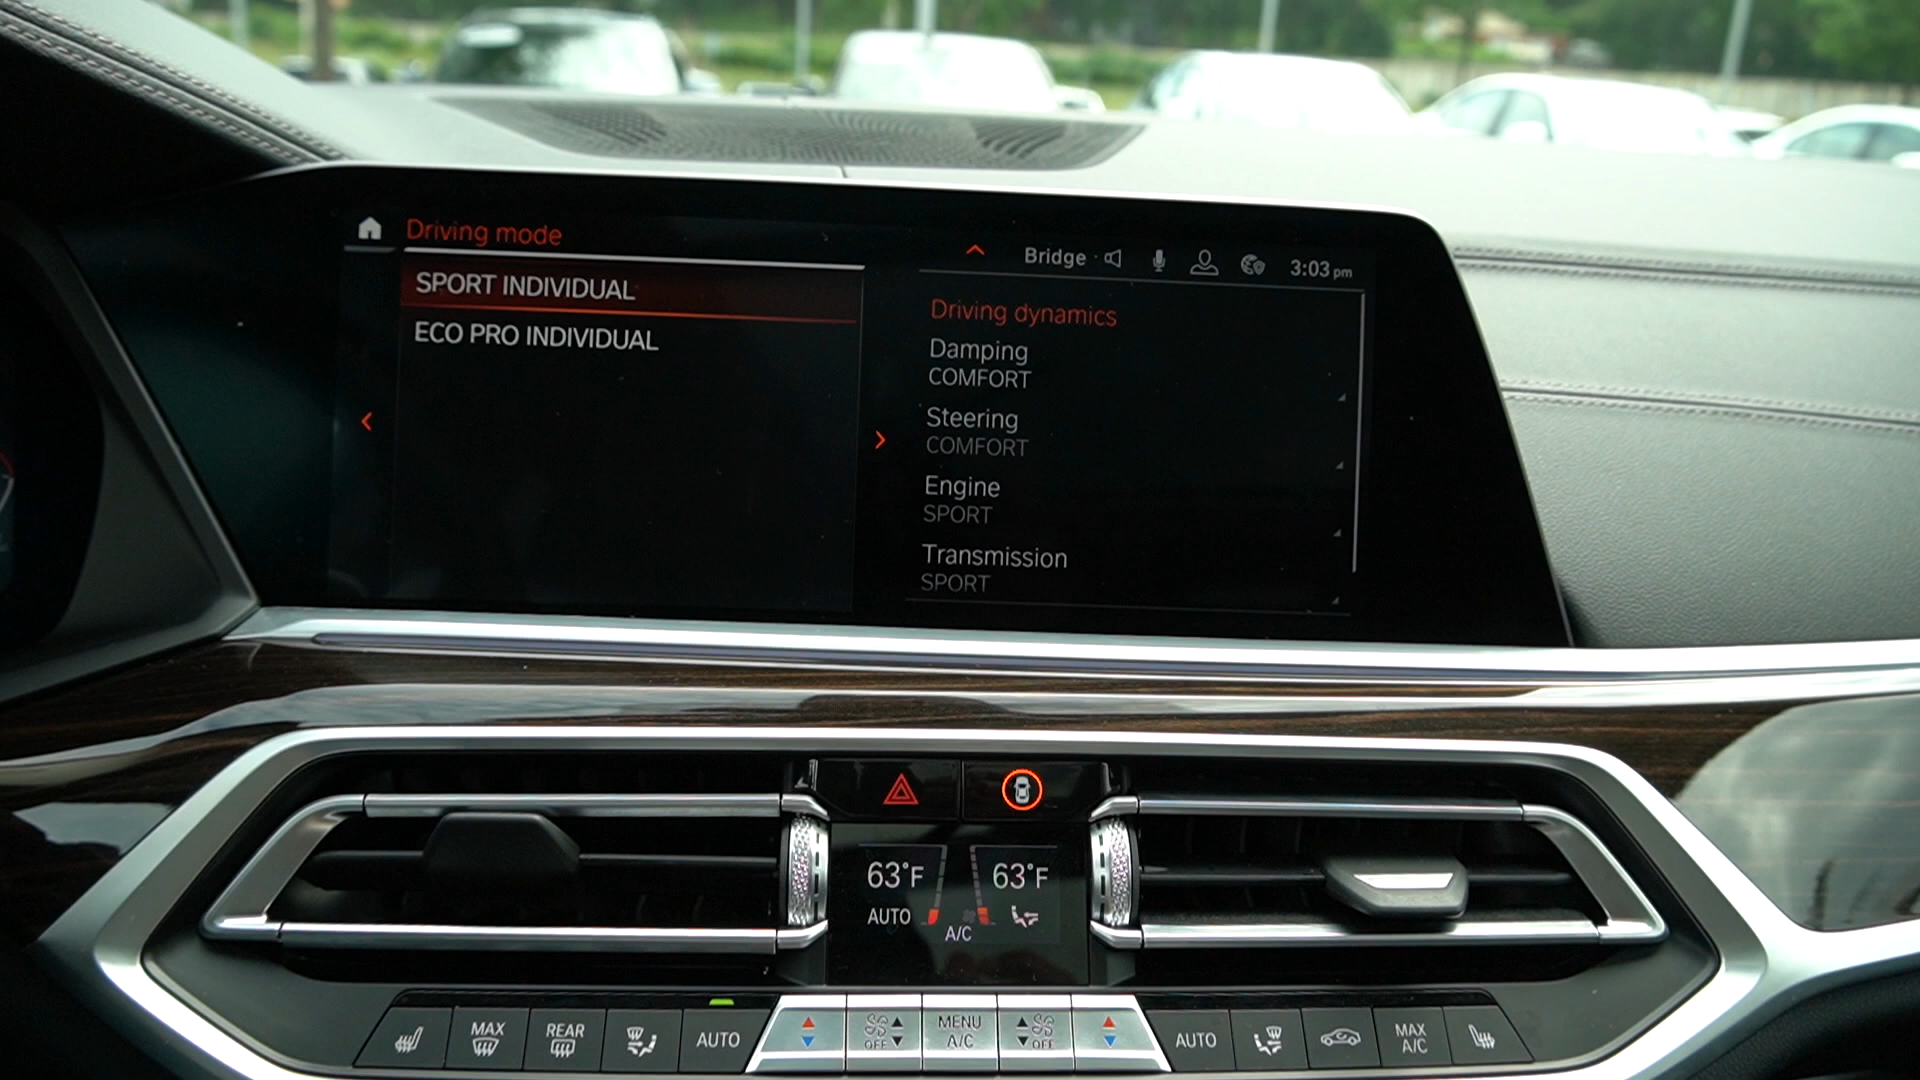 Driving mode
Bridge
3:03 pm
SPORT INDIVIDUAL
ECO PRO INDIVIDUAL
Driving dynamics
Damping
COMFORT
Steering
COMFORT
Engine
SPORT
Transmission
SPORT
63°F
63°F
AUTO
A/C
MAX
REAR
AUTO
OFF
MENU
A/C
OFF
AUTO
MAX
A/C